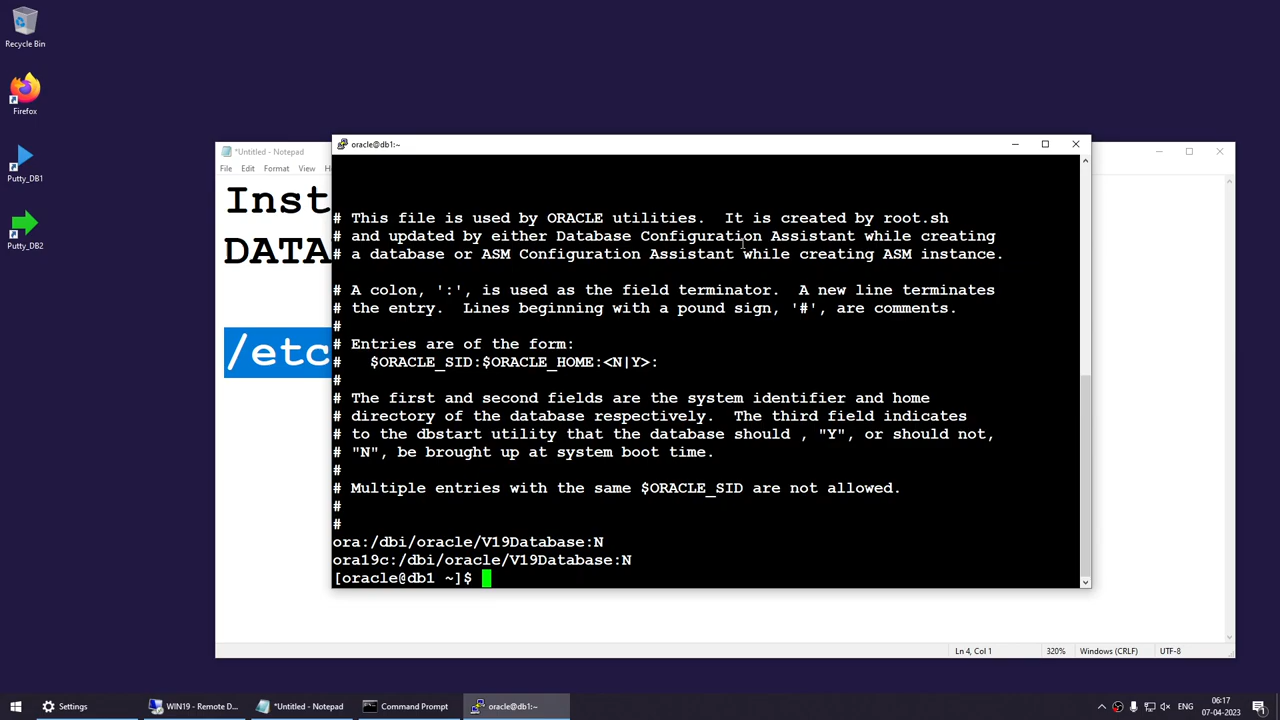 Recycle Bin
Firefox
Putty_DB1
Putty_DB2
*Untitled - Notepad
File Edit Format View
Inst
DATA
/etc
oracle@db1:~
# This file is used by ORACLE utilities.  It is created by root.sh
# and updated by either Database Configuration Assistant while creating
# a database or ASM Configuration Assistant while creating ASM instance.
# A colon, ':', is used as the field terminator.  A new line terminates
# the entry.  Lines beginning with a pound sign, '#', are comments.
#
# Entries are of the form:
#   $ORACLE_SID:$ORACLE_HOME:<N|Y>:
#
# The first and second fields are the system identifier and home
# directory of the database respectively.  The third field indicates
# to the dbstart utility that the database should , "Y", or should not,
# "N", be brought up at system boot time.
#
# Multiple entries with the same $ORACLE_SID are not allowed.
#
#
ora:/dbi/oracle/V19Database:N
ora19c:/dbi/oracle/V19Database:N
[oracle@db1 ~]$
Ln 4, Col 1 320% Windows (CRLF) UTF-8
Settings WIN19 - Remote D... *Untitled - Notepad Command Prompt oracle@db1:~ ENG 06:17
07-04-2023